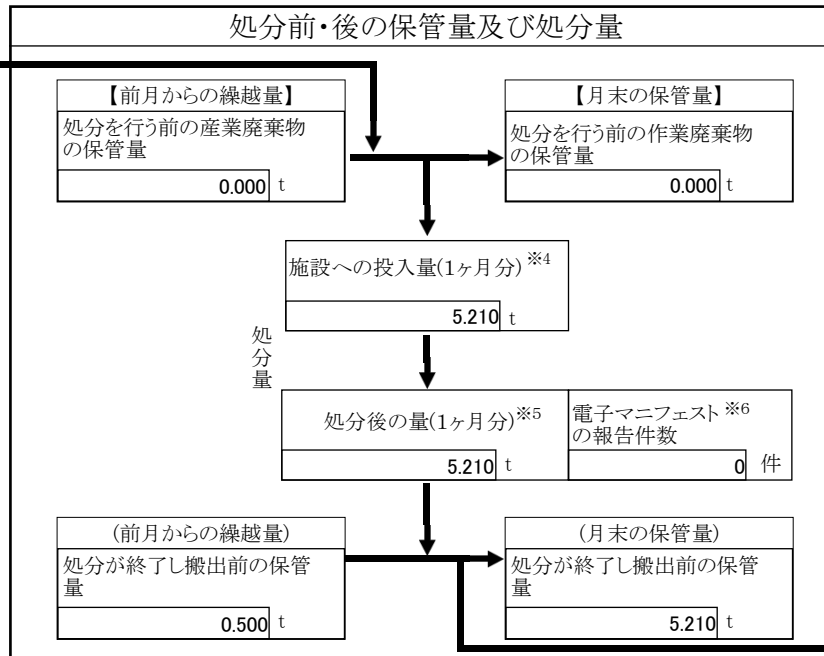 処分前・後の保管量及び処分量
【前月からの繰越量】
処分を行う前の産業廃棄物
の保管量
0.000 t
【月末の保管量】
処分を行う前の作業廃棄物
の保管量
0.000 t
施設への投入量(1ヶ月分)※4
5.210 t
処分量
処分後の量(1ヶ月分)※5
5.210 t
電子マニフェスト※6
の報告件数
0 件
(前月からの繰越量)
処分が終了し搬出前の保管
量
0.500 t
(月末の保管量)
処分が終了し搬出前の保管
量
5.210 t